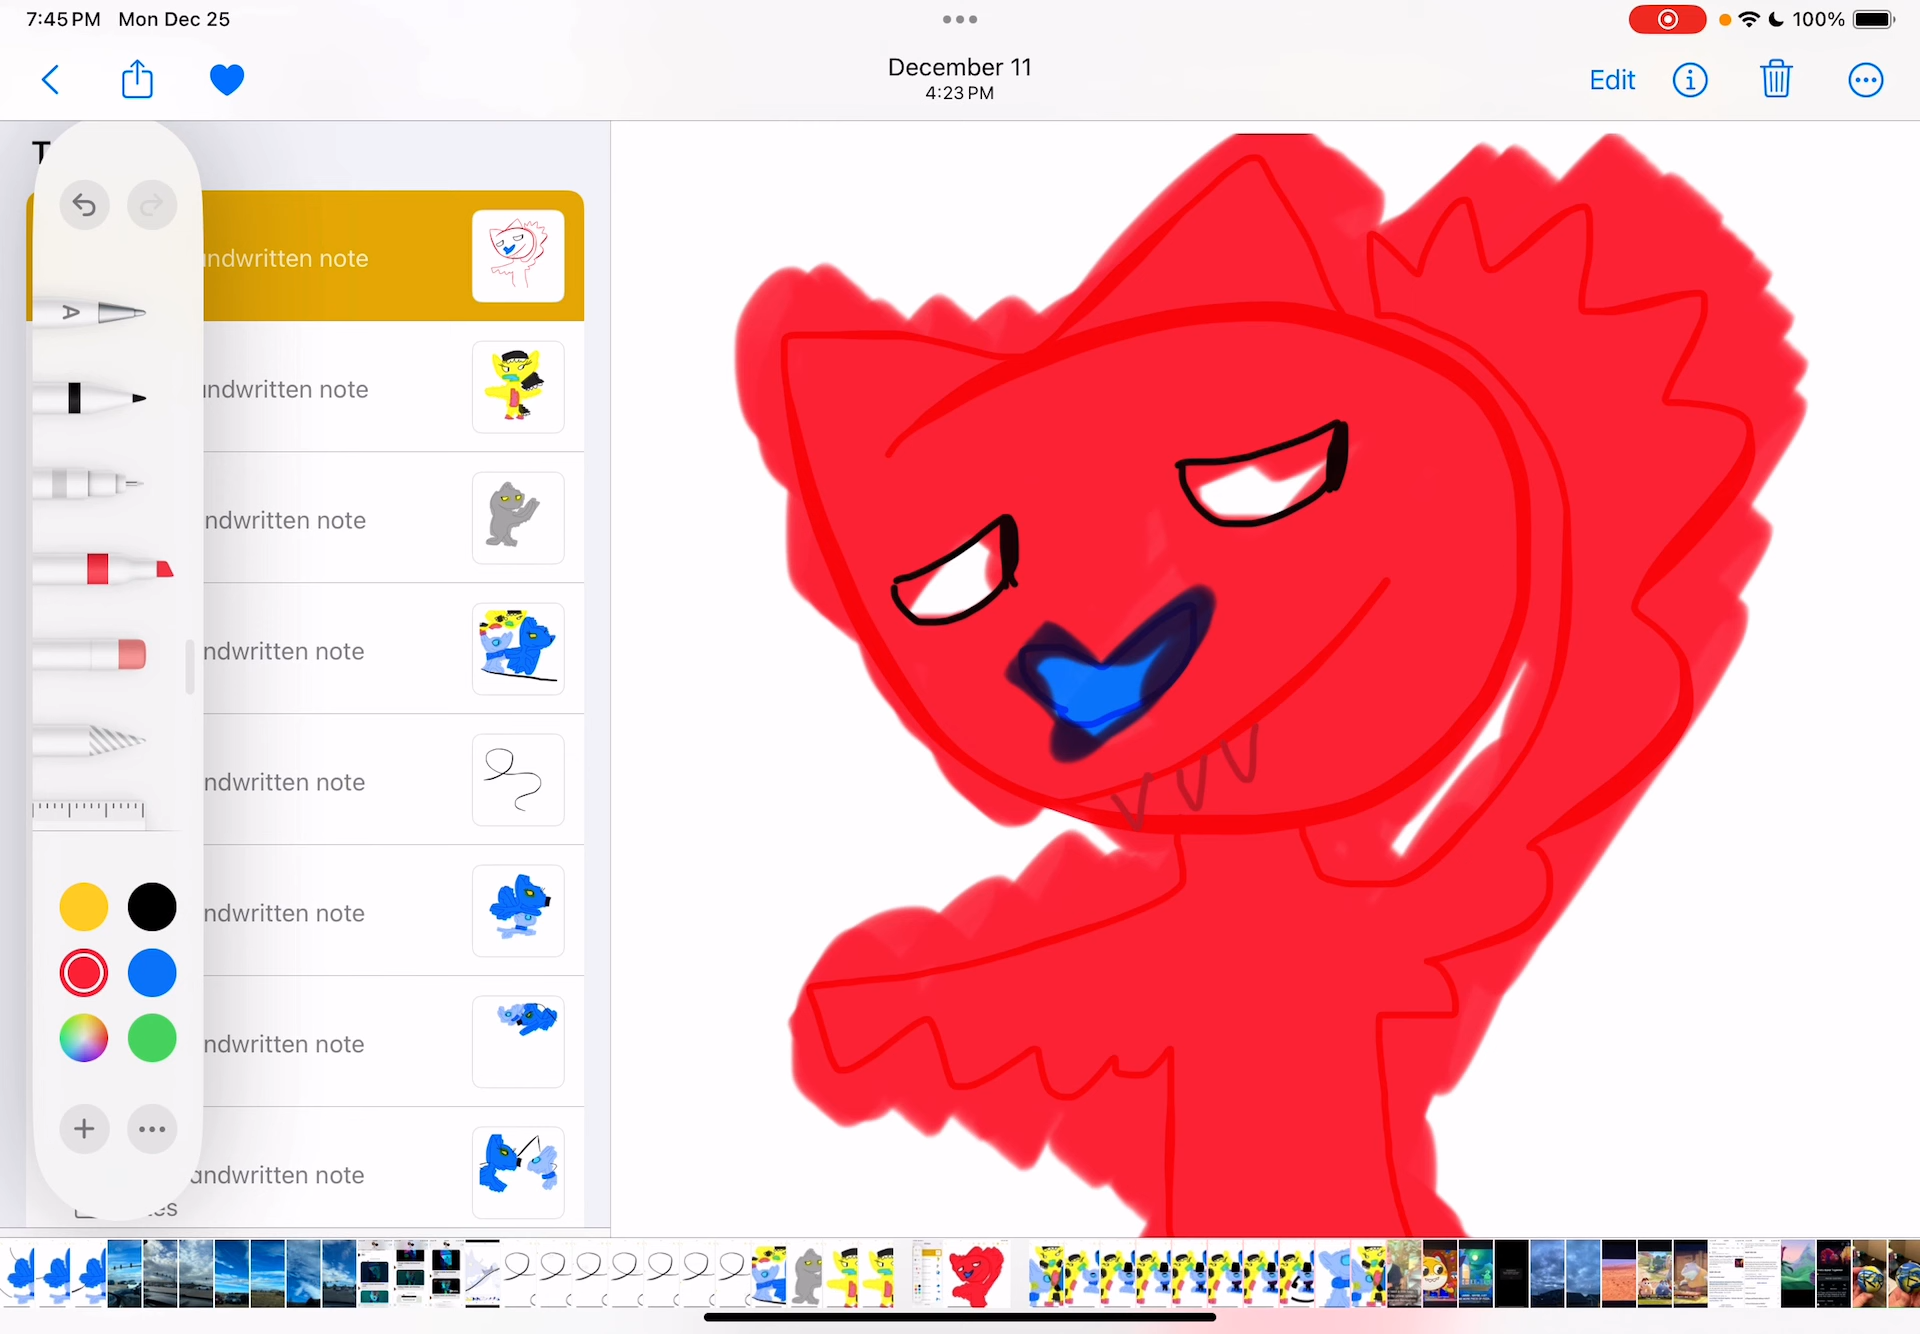 7:45 PM Mon Dec 25
100%
December 11
4:23 PM
Edit
T
ndwritten note
ndwritten note
ndwritten note
ndwritten note
ndwritten note
ndwritten note
ndwritten note
andwritten note
es
A